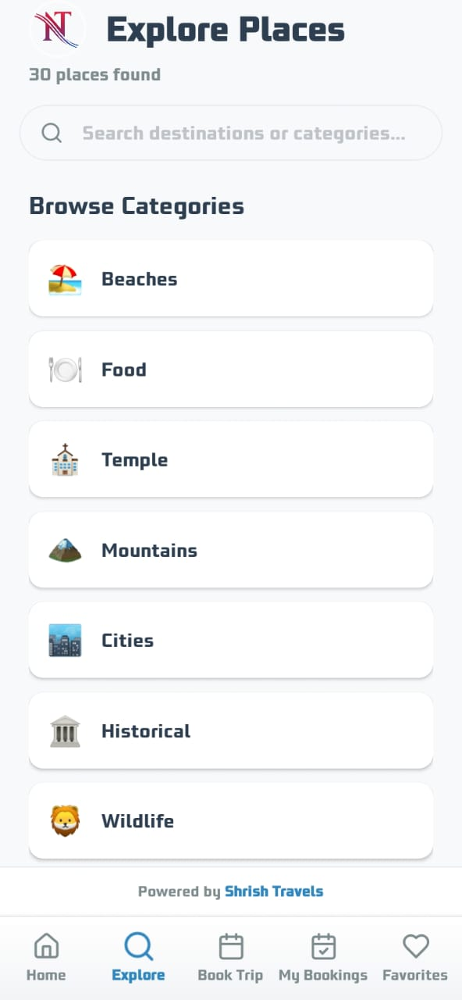 NT
Explore Places
30 places found
Search destinations or categories...
Browse Categories
Beaches
Food
Temple
Mountains
Cities
Historical
Wildlife
Powered by Shrish Travels
Home
Explore
Book Trip
My Bookings
Favorites